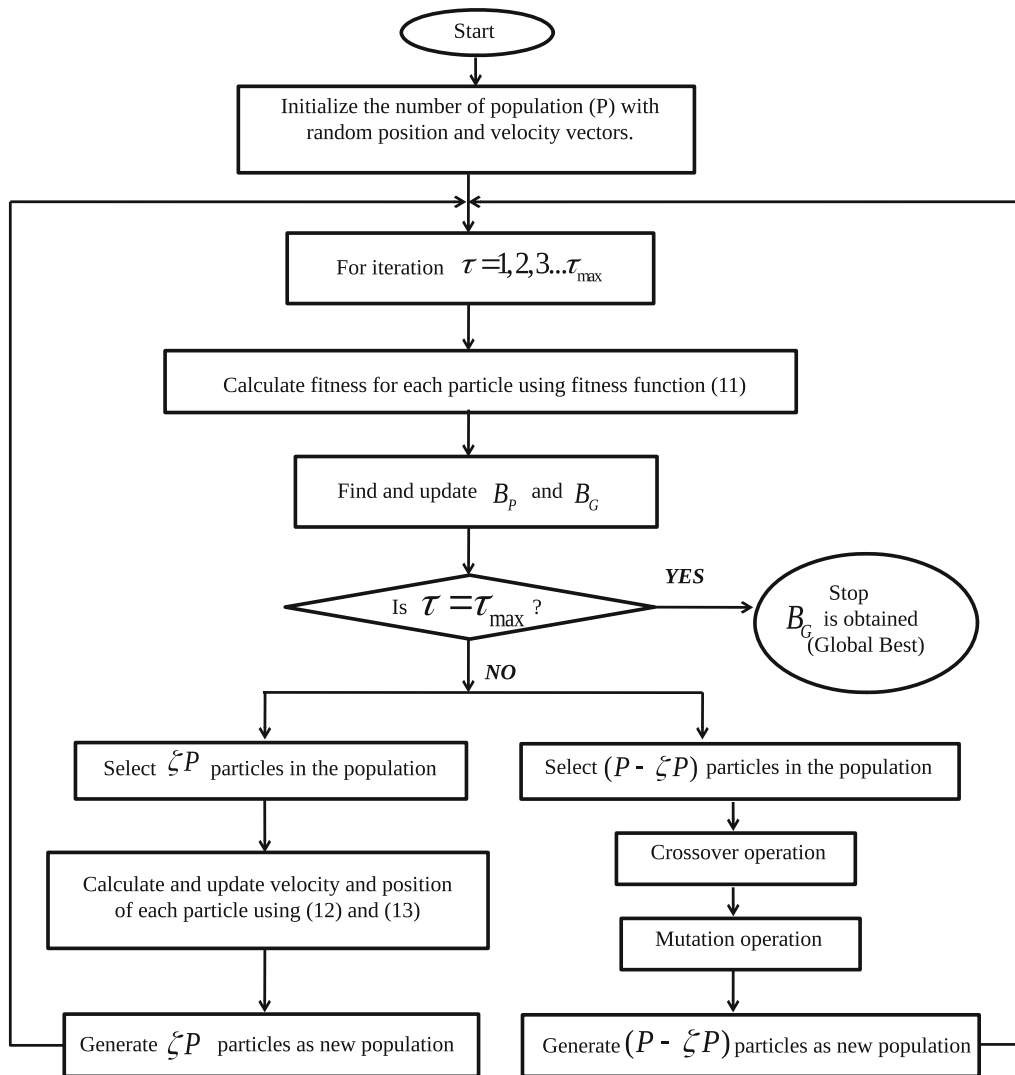 Start
Initialize the number of population (P) with
random position and velocity vectors.
For iteration τ=1,2,3...τmax
Calculate fitness for each particle using fitness function (11)
Find and update BP and BG
Is τ=τmax ?
YES
Stop
BG is obtained
(Global Best)
NO
Select ζP particles in the population
Select (P - ζP) particles in the population
Calculate and update velocity and position
of each particle using (12) and (13)
Crossover operation
Mutation operation
Generate ζP particles as new population
Generate (P - ζP) particles as new population